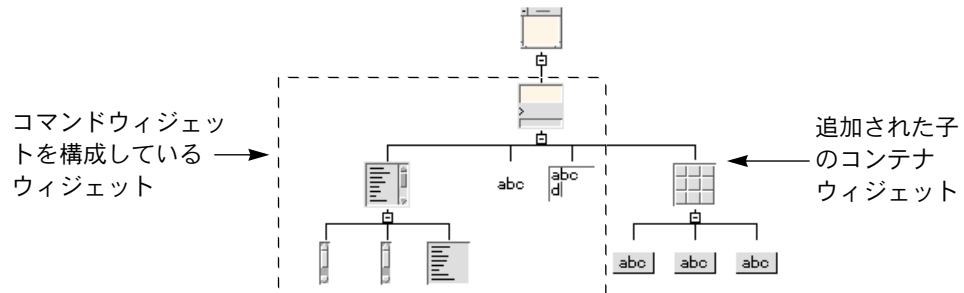 コマンドウィジェッ
トを構成している
ウィジェット
追加された子
のコンテナ
ウィジェット
abc
abc
d
abc
abc
abc